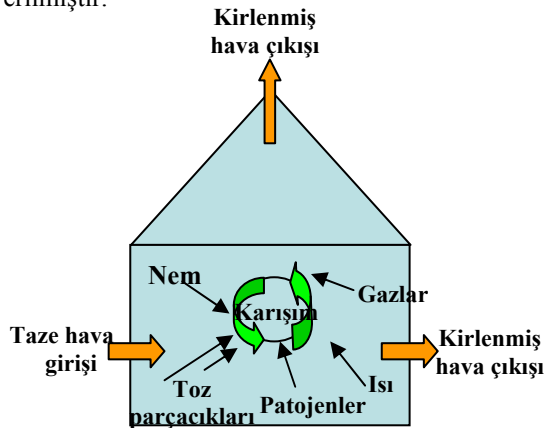 erilmiştir.
Kirlenmiş
hava çıkışı
Nem
Karışım
Gazlar
Taze hava
girişi
Kirlenmiş
hava çıkışı
Toz
parçacıkları
Patojenler
Isı